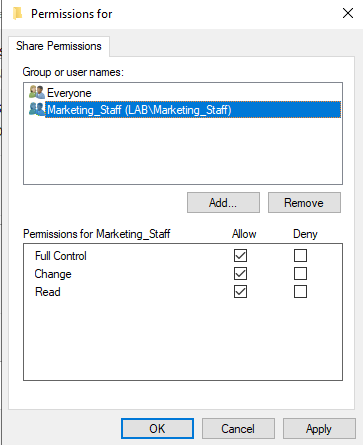 Permissions for
Share Permissions
Group or user names:
Everyone
Marketing_Staff (LAB\Marketing_Staff)
Add... Remove
Permissions for Marketing_Staff Allow Deny
Full Control
Change
Read
OK Cancel Apply